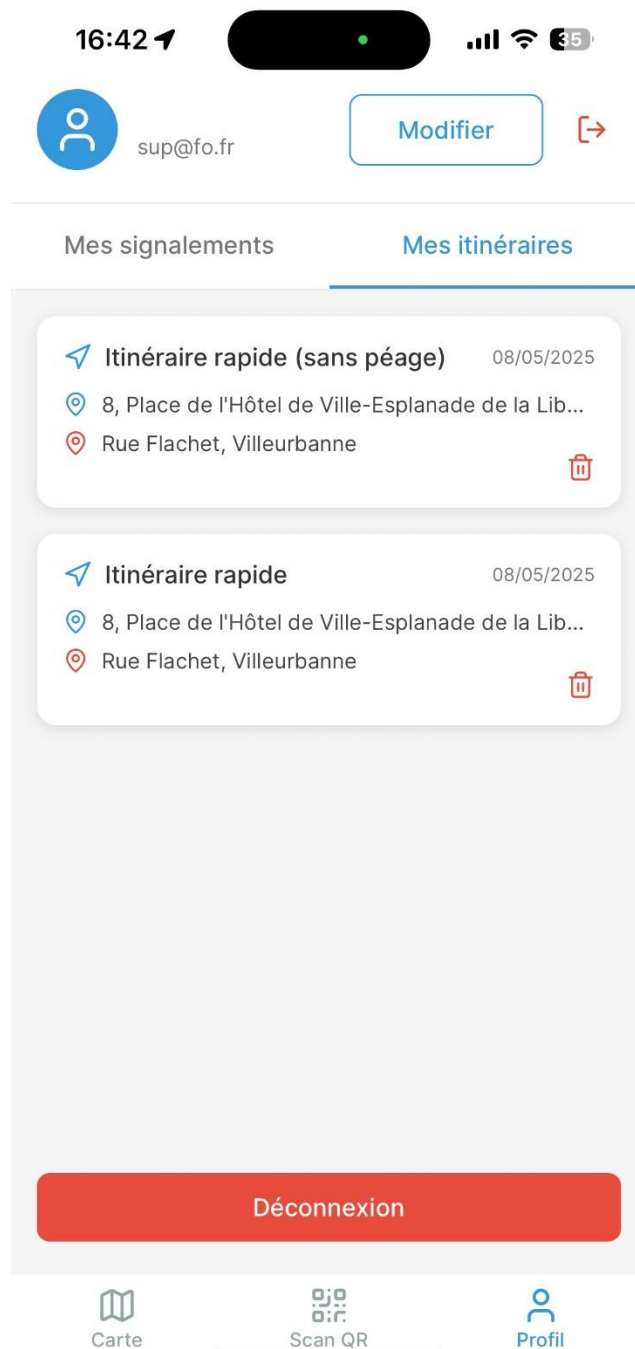 16:42
35
sup@fo.fr
Modifier
Mes signalements
Mes itinéraires
Itinéraire rapide (sans péage)
08/05/2025
8, Place de l'Hôtel de Ville-Esplanade de la Lib...
Rue Flachet, Villeurbanne
Itinéraire rapide
08/05/2025
8, Place de l'Hôtel de Ville-Esplanade de la Lib...
Rue Flachet, Villeurbanne
Déconnexion
Carte
Scan QR
Profil